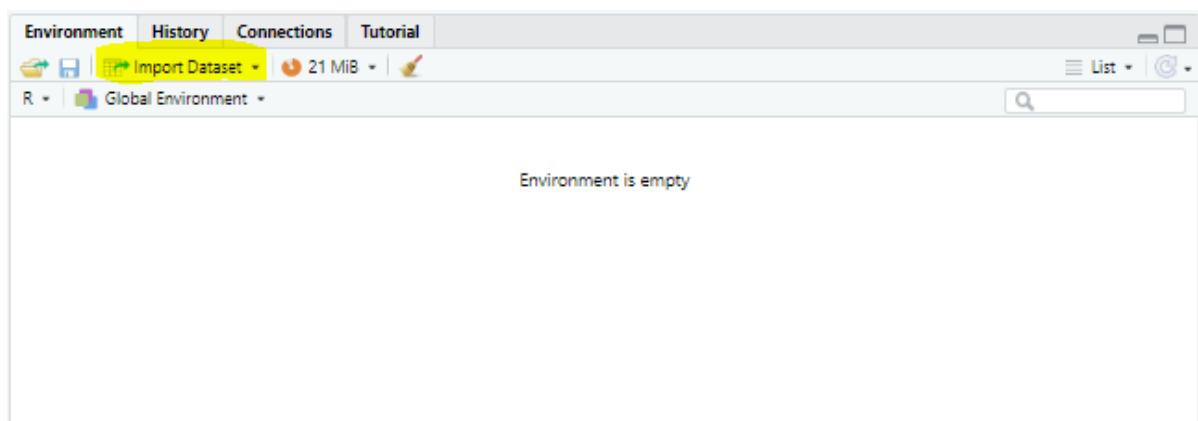 Environment History Connections Tutorial
Import Dataset 21 MiB List
R Global Environment
Environment is empty